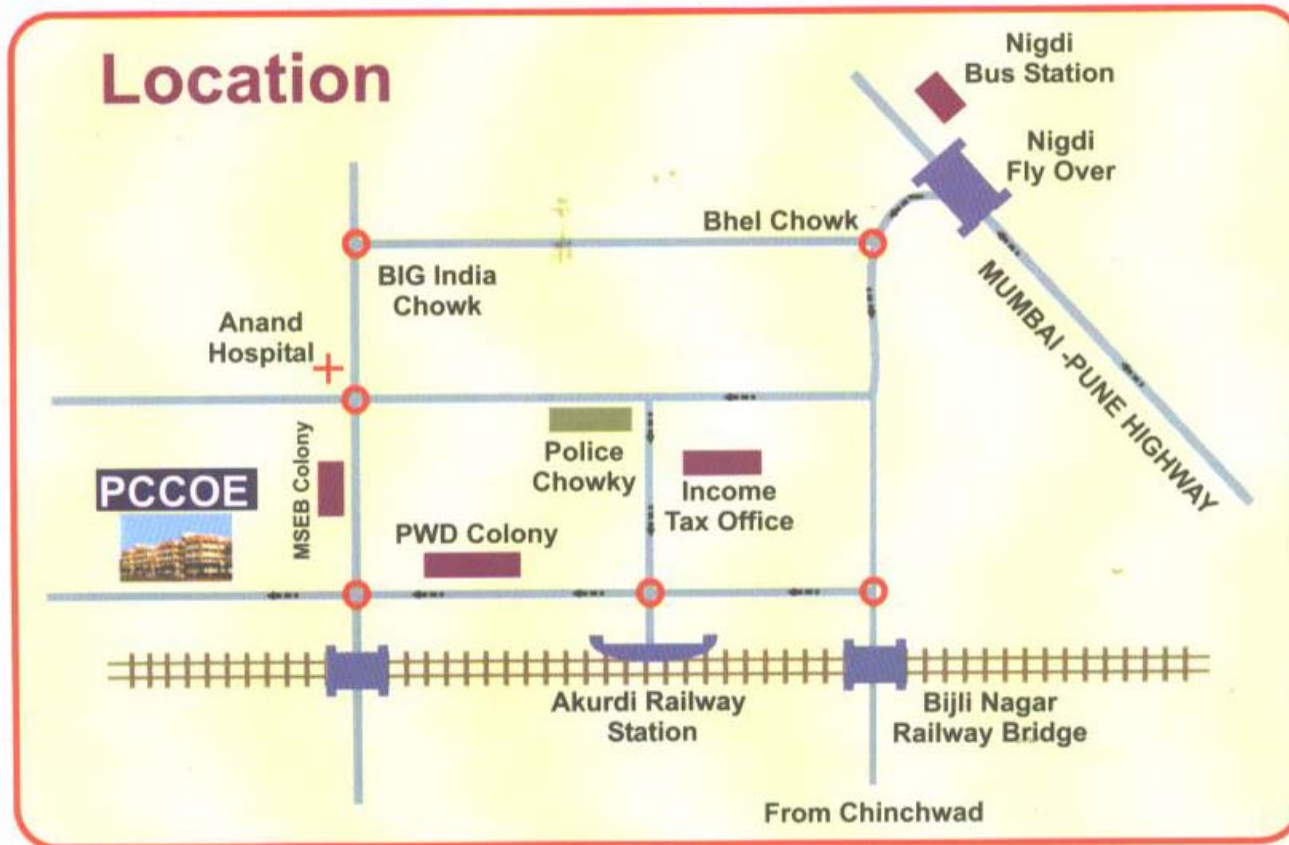 Location
Nigdi
Bus Station
Nigdi
Fly Over
Bhel Chowk
BIG India
Chowk
MUMBAI -PUNE HIGHWAY
Anand
Hospital
Police
Chowky
Income
Tax Office
MSEB Colony
PCCOE
PWD Colony
Akurdi Railway
Station
Bijli Nagar
Railway Bridge
From Chinchwad